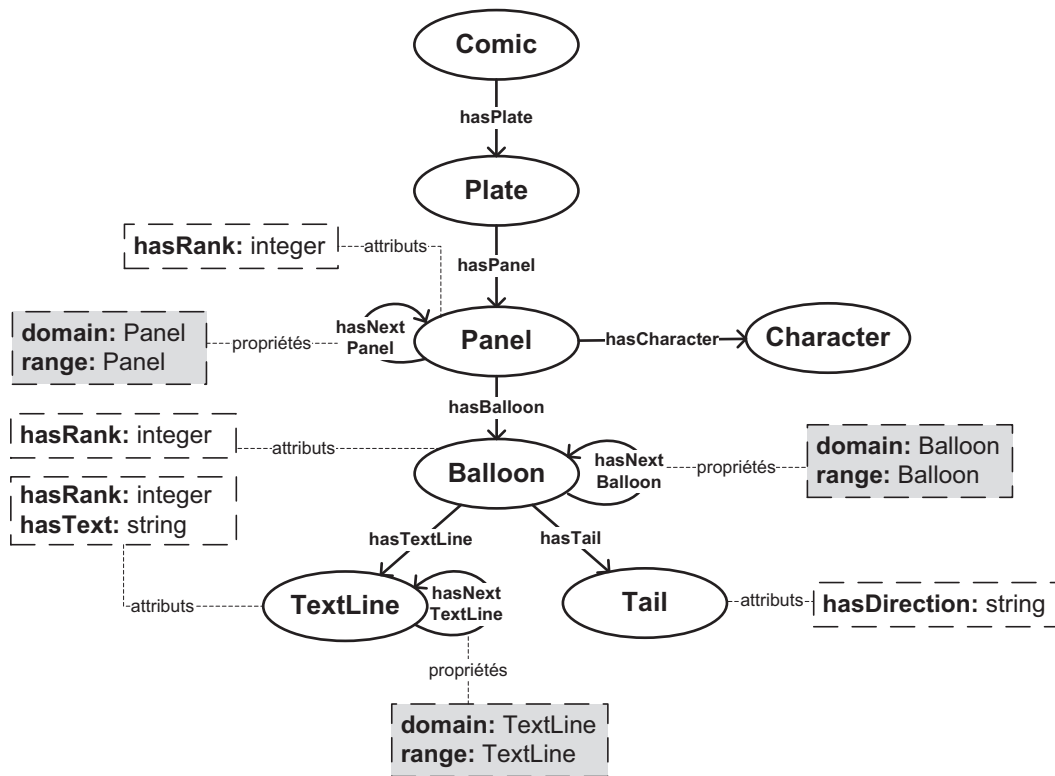 Comic
hasPlate
Plate
hasRank: integer
attributs
hasPanel
domain: Panel
range: Panel
propriétés
hasNext
Panel
Panel
hasCharacter
Character
hasBalloon
hasRank: integer
attributs
Balloon
hasNext
Balloon
propriétés
domain: Balloon
range: Balloon
hasRank: integer
hasText: string
hasTextLine
hasTail
attributs
TextLine
hasNext
TextLine
Tail
attributs
hasDirection: string
propriétés
domain: TextLine
range: TextLine